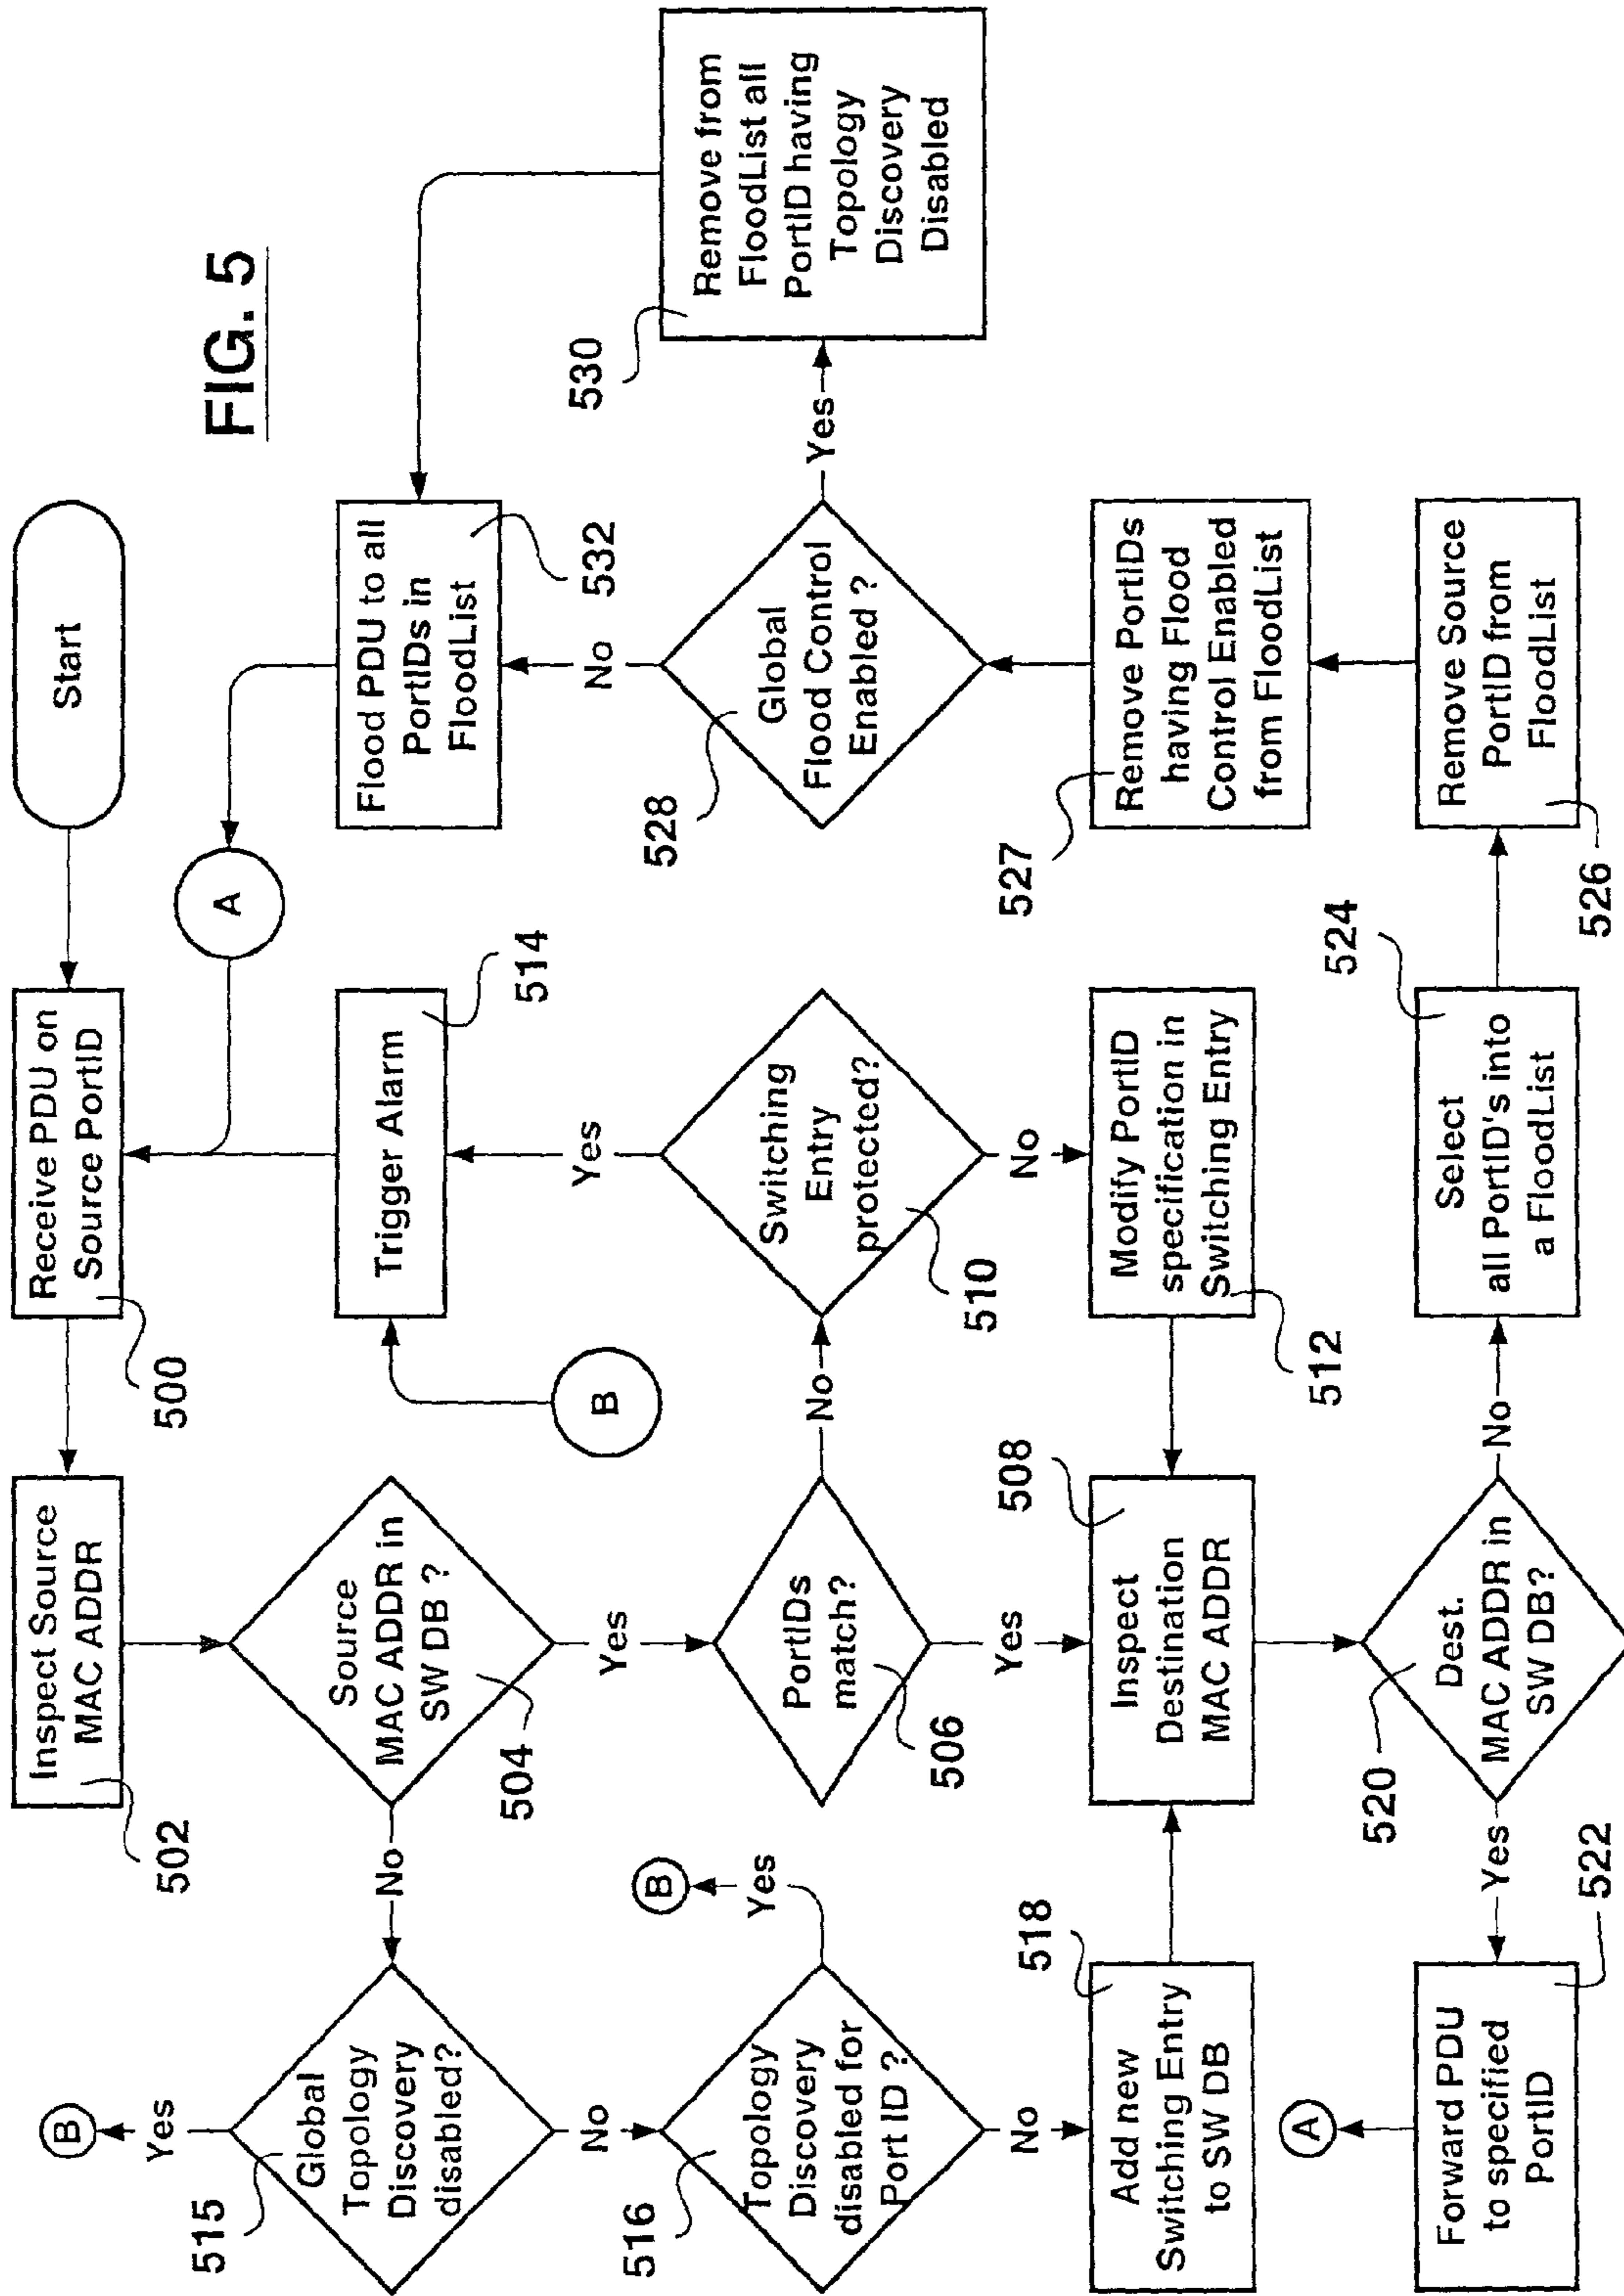 FIG. 5
Start
Receive PDU on
Source PortID
500
Inspect Source
MAC ADDR
502
Source
MAC ADDR in
SW DB ?
504
No
Yes
Global
Topology
Discovery
disabled?
515
Yes
B
No
Topology
Discovery
disabled for
Port ID ?
516
Yes
B
No
Add new
Switching Entry
to SW DB
518
PortIDs
match?
506
No
Yes
Switching
Entry
protected?
510
Yes
No
Trigger Alarm
514
B
A
Modify PortID
specification in
Switching Entry
512
Inspect
Destination
MAC ADDR
508
Dest.
MAC ADDR in
SW DB?
520
Yes
No
Forward PDU
to specified
PortID
522
A
Select
all PortID's into
a FloodList
524
Remove Source
PortID from
FloodList
526
Remove PortIDs
having Flood
Control Enabled
from FloodList
527
Global
Flood Control
Enabled ?
528
Yes
No
Remove from
FloodList all
PortID having
Topology
Discovery
Disabled
530
Flood PDU to all
PortIDs in
FloodList
532